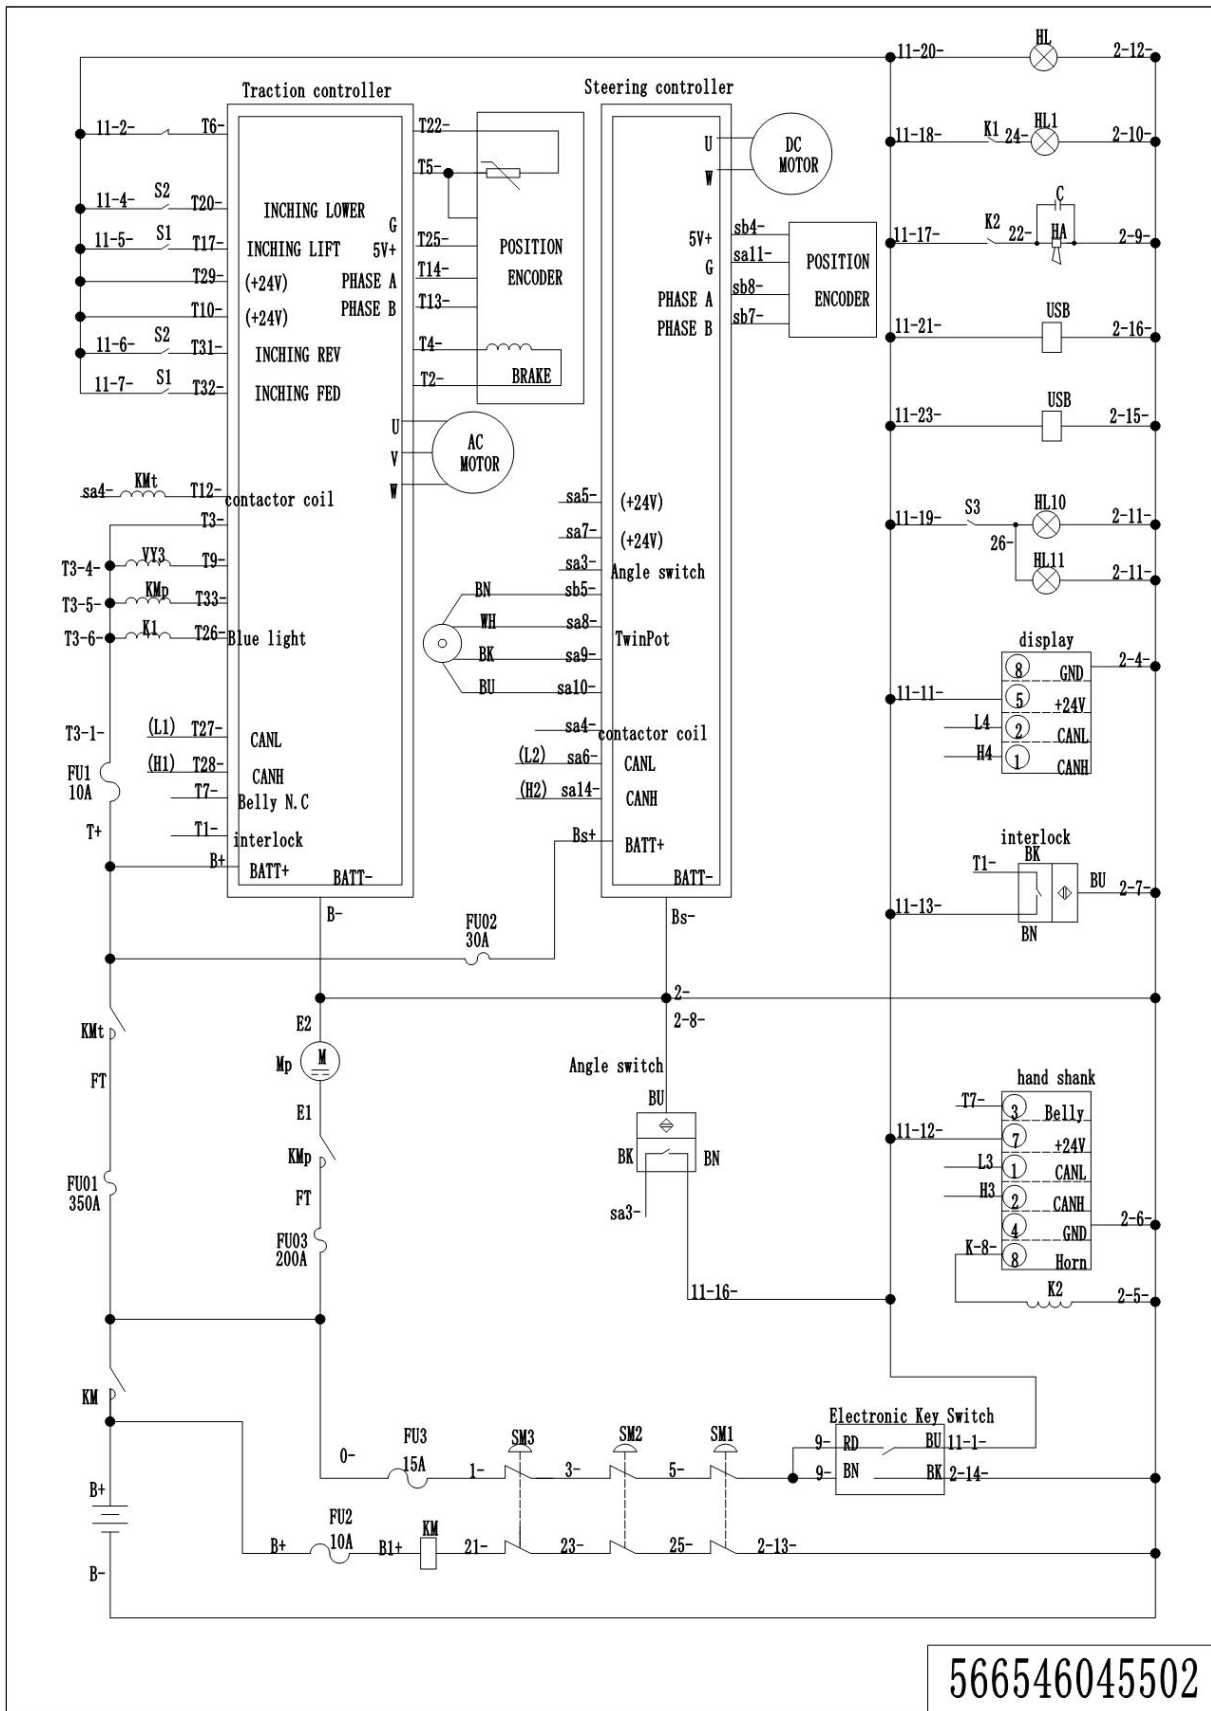 HL
11-20-
2-12-
Traction controller
Steering controller
11-2-
T6-
T22-
U
DC
MOTOR
W
11-18-
K1
24-
HL1
2-10-
T5-
11-4-
S2
T20-
INCHING LOWER
G
11-5-
S1
T17-
INCHING LIFT
5V+
T25-
POSITION
ENCODER
T29-
(+24V)
PHASE A
T14-
T10-
(+24V)
PHASE B
T13-
11-6-
S2
T31-
INCHING REV
T4-
11-7-
S1
T32-
INCHING FED
T2-
BRAKE
5V+
sb4-
G
sa11-
PHASE A
sb8-
PHASE B
sb7-
POSITION
ENCODER
C
11-17-
K2
22-
HA
2-9-
USB
11-21-
2-16-
USB
11-23-
2-15-
U
V
W
AC
MOTOR
sa4-
KMt
T12-
contactor coil
T3-
T3-4-
VY3
T9-
T3-5-
KMp
T33-
T3-6-
K1
T26-
Blue light
sa5-
(+24V)
sa7-
(+24V)
sa3-
Angle switch
BN
sb5-
WH
sa8-
TwinPot
BK
sa9-
BU
sa10-
sa4-
contactor coil
(L2)
sa6-
CANL
(H2)
sa14-
CANH
Bs+
BATT+
BATT-
11-19-
S3
26-
HL10
2-11-
HL11
2-11-
display
8
GND
2-4-
11-11-
5
+24V
L4
2
CANL
H4
1
CANH
T3-1-
(L1)
T27-
CANL
(H1)
T28-
CANH
FU1
10A
T7-
Belly N.C
T+
T1-
interlock
B+
BATT+
BATT-
B-
FU02
30A
Bs-
interlock
T1-
BK
BU
2-7-
11-13-
BN
2-
2-8-
KMt
FT
E2
Mp
M
E1
KMp
FT
FU01
350A
FU03
200A
Angle switch
BU
BK
BN
sa3-
11-16-
hand shank
T7-
3
Belly
11-12-
7
+24V
L3
1
CANL
H3
2
CANH
4
GND
2-6-
K-8-
8
Horn
K2
2-5-
KM
Electronic Key Switch
0-
FU3
15A
1-
SM3
3-
SM2
5-
SM1
9-
RD
BU
11-1-
9-
BN
BK
2-14-
B+
B-
B+
FU2
10A
B1+
KM
21-
23-
25-
2-13-
566546045502